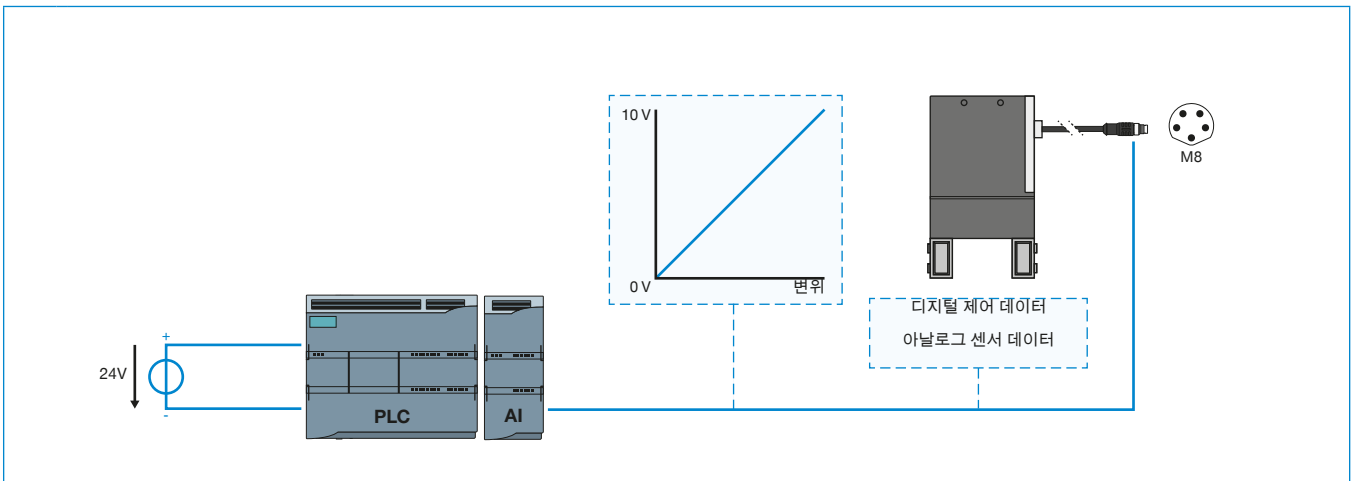 10 V
0 V
변위
M8
디지털 제어 데이터
아날로그 센서 데이터
+
24V
-
PLC
AI